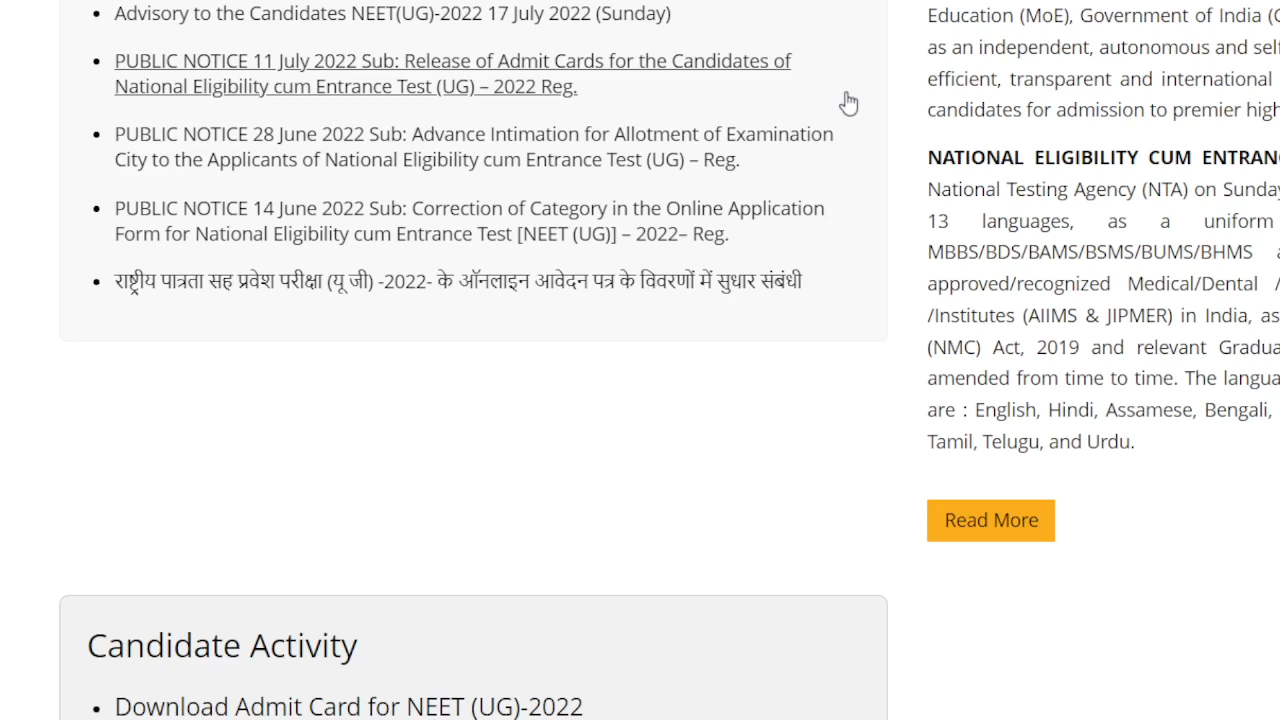 Advisory to the Candidates NEET(UG)-2022 17 July 2022 (Sunday)
PUBLIC NOTICE 11 July 2022 Sub: Release of Admit Cards for the Candidates of
National Eligibility cum Entrance Test (UG) – 2022 Reg.
PUBLIC NOTICE 28 June 2022 Sub: Advance Intimation for Allotment of Examination
City to the Applicants of National Eligibility cum Entrance Test (UG) – Reg.
PUBLIC NOTICE 14 June 2022 Sub: Correction of Category in the Online Application
Form for National Eligibility cum Entrance Test [NEET (UG)] – 2022– Reg.
राष्ट्रीय पात्रता सह प्रवेश परीक्षा (यू जी) -2022- के ऑनलाइन आवेदन पत्र के विवरणों में सुधार संबंधी
Candidate Activity
Download Admit Card for NEET (UG)-2022
Education (MoE), Government of India (
as an independent, autonomous and
efficient, transparent and international
candidates for admission to premier
NATIONAL ELIGIBILITY CUM
National Testing Agency (NTA) on
13 languages, as a uniform
MBBS/BDS/BAMS/BSMS/BUMS/BHMS
approved/recognized Medical/Dental /
/Institutes (AIIMS & JIPMER) in India, as
(NMC) Act, 2019 and relevant
amended from time to time. The
are : English, Hindi, Assamese, Bengali,
Tamil, Telugu, and Urdu.
Read More